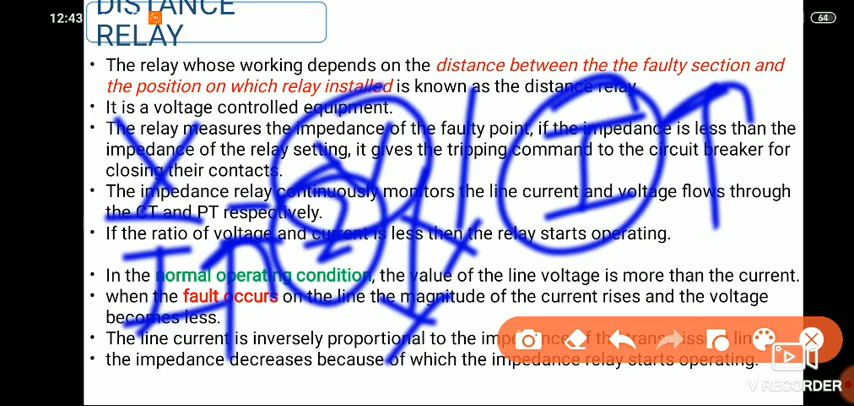 12:43
64
DISTANCE
RELAY
• The relay whose working depends on the distance between the the faulty section and
the position on which relay installed is known as the distance relay.
• It is a voltage controlled equipment.
• The relay measures the impedance of the faulty point, if the impedance is less than the
impedance of the relay setting, it gives the tripping command to the circuit breaker for
closing their contacts.
• The impedance relay continuously monitors the line current and voltage flows through
the CT and PT respectively.
• If the ratio of voltage and current is less then the relay starts operating.
• In the normal operating condition, the value of the line voltage is more than the current.
• when the fault occurs on the line the magnitude of the current rises and the voltage
becomes less.
• The line current is inversely proportional to the impedance of the transmission line
• the impedance decreases because of which the impedance relay starts operating.
V RECORDER